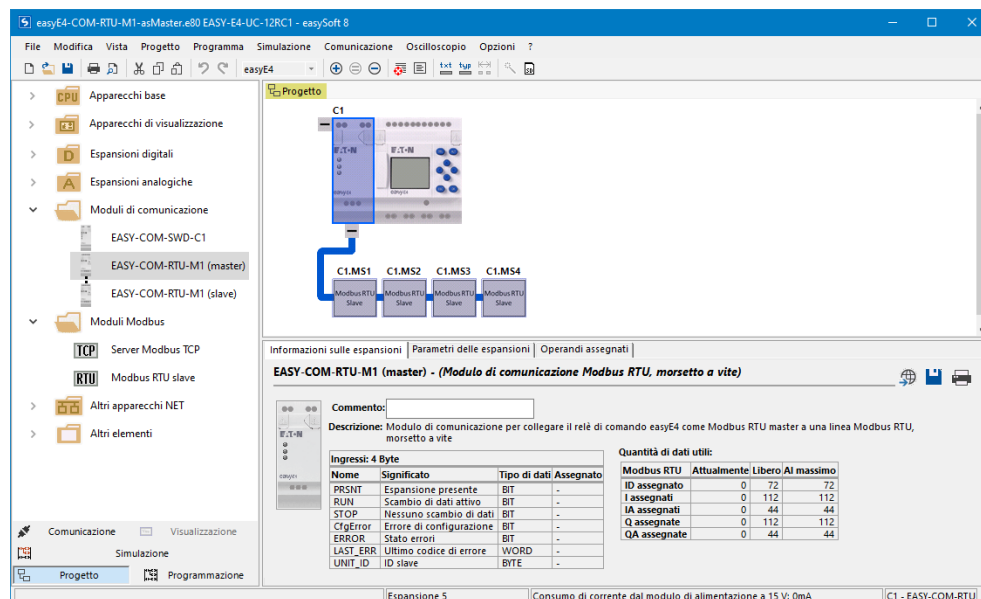 easyE4-COM-RTU-M1-asMaster.e80 EASY-E4-UC-12RC1 - easySoft 8
File Modifica Vista Progetto Programma Simulazione Comunicazione Oscilloscopio Opzioni ?
easyE4
txt typ
Apparecchi base
CPU
Apparecchi di visualizzazione
D Espansioni digitali
A Espansioni analogiche
Moduli di comunicazione
EASY-COM-SWD-C1
EASY-COM-RTU-M1 (master)
EASY-COM-RTU-M1 (slave)
Moduli Modbus
TCP Server Modbus TCP
RTU Modbus RTU slave
Altri apparecchi NET
Altri elementi
Comunicazione Visualizzazione
Simulazione
Progetto Programmazione
Progetto
C1
E·T·N E·T·N
C1.MS1 C1.MS2 C1.MS3 C1.MS4
Modbus RTU Slave Modbus RTU Slave Modbus RTU Slave Modbus RTU Slave
Informazioni sulle espansioni Parametri delle espansioni Operandi assegnati
EASY-COM-RTU-M1 (master) - (Modulo di comunicazione Modbus RTU, morsetto a vite)
Commento:
Descrizione: Modulo di comunicazione per collegare il relè di comando easyE4 come Modbus RTU master a una linea Modbus RTU,
morsetto a vite
E·T·N
Ingressi: 4 Byte
Nome Significato Tipo di dati Assegnato
PRSNT Espansione presente BIT -
RUN Scambio di dati attivo BIT -
STOP Nessuno scambio di dati BIT -
CfgError Errore di configurazione BIT -
ERROR Stato errori BIT -
LAST_ERR Ultimo codice di errore WORD -
UNIT_ID ID slave BYTE -
Quantità di dati utili:
Modbus RTU Attualmente Libero Al massimo
ID assegnato 0 72 72
I assegnati 0 112 112
IA assegnati 0 44 44
Q assegnate 0 112 112
QA assegnate 0 44 44
Espansione 5 Consumo di corrente dal modulo di alimentazione a 15 V: 0mA C1 - EASY-COM-RTU